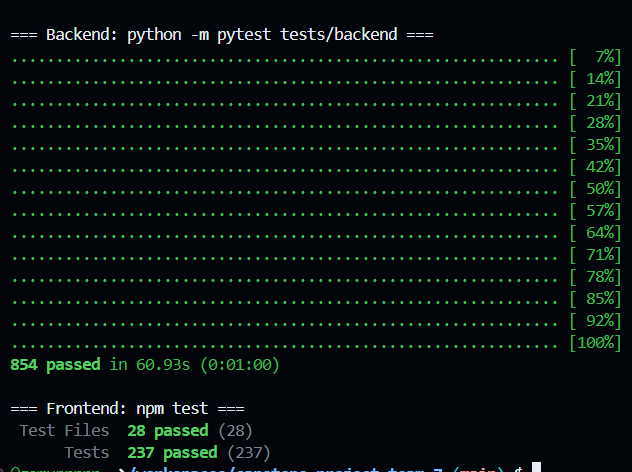 === Backend: python -m pytest tests/backend ===
............................................................. [  7%]
............................................................. [ 14%]
............................................................. [ 21%]
............................................................. [ 28%]
............................................................. [ 35%]
............................................................. [ 42%]
............................................................. [ 50%]
............................................................. [ 57%]
............................................................. [ 64%]
............................................................. [ 71%]
............................................................. [ 78%]
............................................................. [ 85%]
............................................................. [ 92%]
............................................................. [100%]
854 passed in 60.93s (0:01:00)
=== Frontend: npm test ===
Test Files  28 passed (28)
Tests  237 passed (237)
(main) $